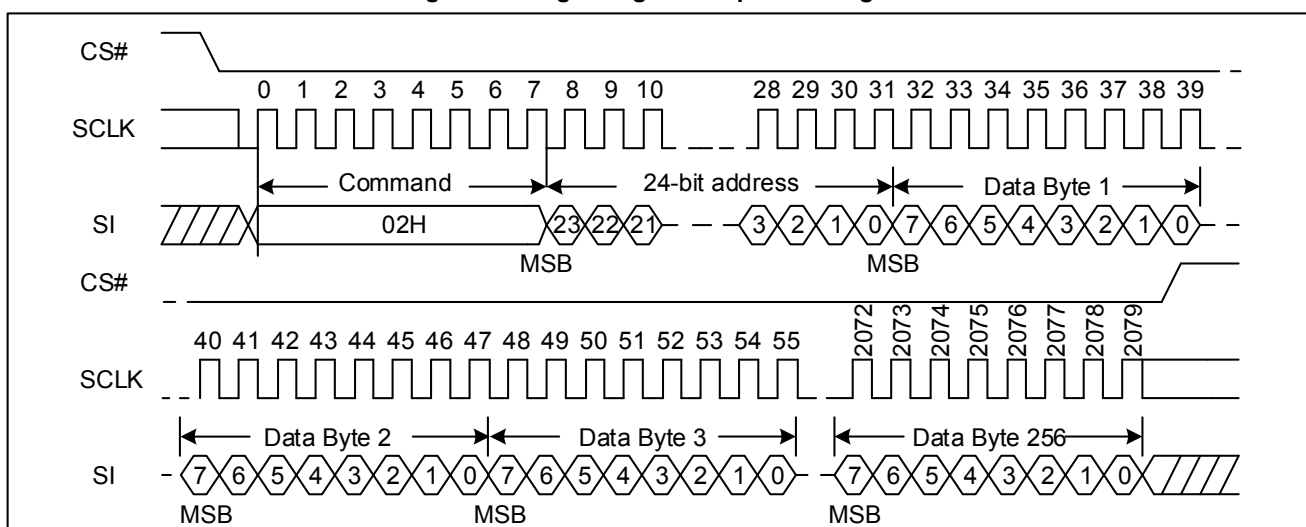 CS#
0 1 2 3 4 5 6 7 8 9 10 28 29 30 31 32 33 34 35 36 37 38 39
SCLK
Command 24-bit address Data Byte 1
SI 02H 23 22 21 3 2 1 0 7 6 5 4 3 2 1 0
MSB MSB
CS#
40 41 42 43 44 45 46 47 48 49 50 51 52 53 54 55 2072 2073 2074 2075 2076 2077 2078 2079
SCLK
Data Byte 2 Data Byte 3 Data Byte 256
SI 7 6 5 4 3 2 1 0 7 6 5 4 3 2 1 0 7 6 5 4 3 2 1 0
MSB MSB MSB